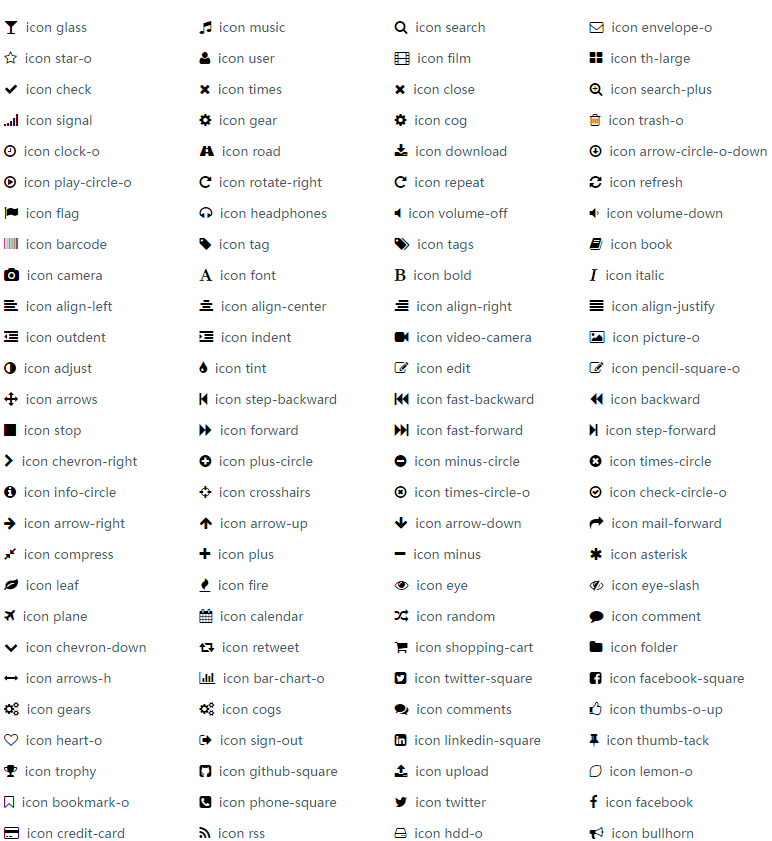 icon glass icon music icon search icon envelope-o
icon star-o icon user icon film icon th-large
icon check icon times icon close icon search-plus
icon signal icon gear icon cog icon trash-o
icon clock-o icon road icon download icon arrow-circle-o-down
icon play-circle-o icon rotate-right icon repeat icon refresh
icon flag icon headphones icon volume-off icon volume-down
icon barcode icon tag icon tags icon book
icon camera icon font icon bold icon italic
icon align-left icon align-center icon align-right icon align-justify
icon outdent icon indent icon video-camera icon picture-o
icon adjust icon tint icon edit icon pencil-square-o
icon arrows icon step-backward icon fast-backward icon backward
icon stop icon forward icon fast-forward icon step-forward
icon chevron-right icon plus-circle icon minus-circle icon times-circle
icon info-circle icon crosshairs icon times-circle-o icon check-circle-o
icon arrow-right icon arrow-up icon arrow-down icon mail-forward
icon compress icon plus icon minus icon asterisk
icon leaf icon fire icon eye icon eye-slash
icon plane icon calendar icon random icon comment
icon chevron-down icon retweet icon shopping-cart icon folder
icon arrows-h icon bar-chart-o icon twitter-square icon facebook-square
icon gears icon cogs icon comments icon thumbs-o-up
icon heart-o icon sign-out icon linkedin-square icon thumb-tack
icon trophy icon github-square icon upload icon lemon-o
icon bookmark-o icon phone-square icon twitter icon facebook
icon credit-card icon rss icon hdd-o icon bullhorn